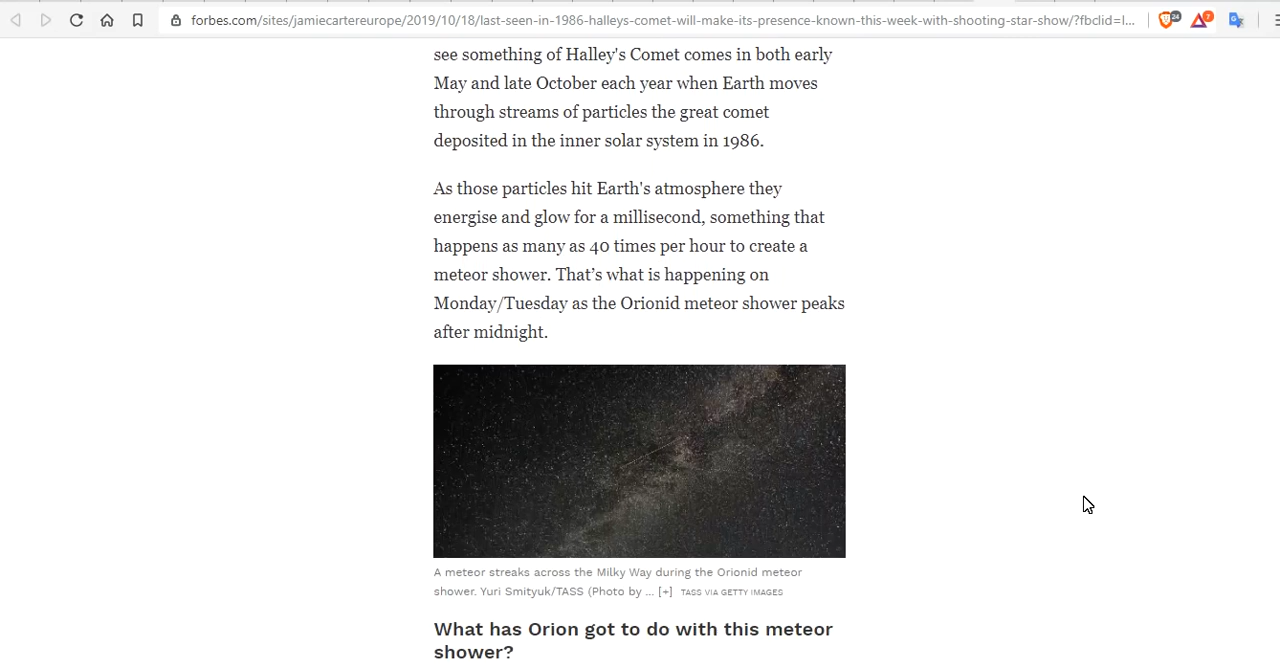 forbes.com/sites/jamiecartereurope/2019/10/18/last-seen-in-1986-halleys-comet-will-make-its-presence-known-this-week-with-shooting-star-show/?fbclid=I...
24
7
see something of Halley's Comet comes in both early
May and late October each year when Earth moves
through streams of particles the great comet
deposited in the inner solar system in 1986.
As those particles hit Earth's atmosphere they
energise and glow for a millisecond, something that
happens as many as 40 times per hour to create a
meteor shower. That’s what is happening on
Monday/Tuesday as the Orionid meteor shower peaks
after midnight.
A meteor streaks across the Milky Way during the Orionid meteor
shower. Yuri Smityuk/TASS (Photo by ... [+] TASS VIA GETTY IMAGES
What has Orion got to do with this meteor
shower?